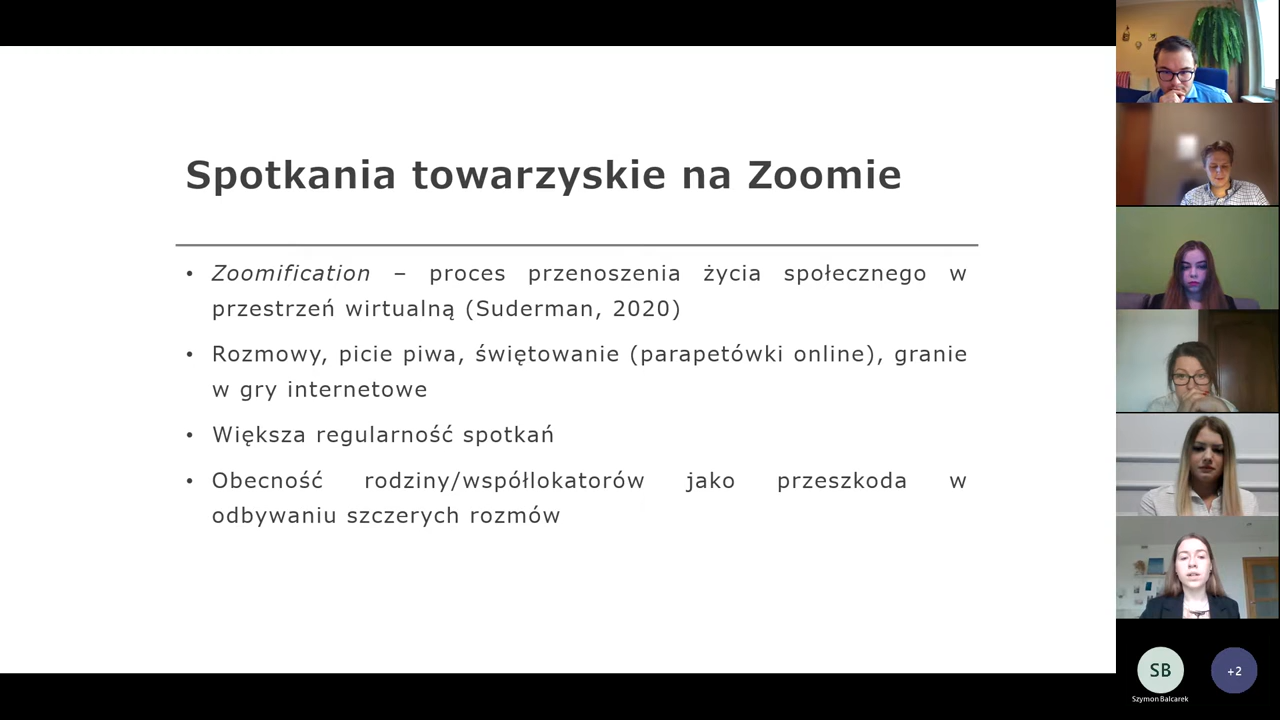 Spotkania towarzyskie na Zoomie
• Zoomification – proces przenoszenia życia społecznego w
przestrzeń wirtualną (Suderman, 2020)
• Rozmowy, picie piwa, świętowanie (parapetówki online), granie
w gry internetowe
• Większa regularność spotkań
• Obecność rodziny/współlokatorów jako przeszkoda w
odbywaniu szczerych rozmów
SB
+2
Szymon Balcarek